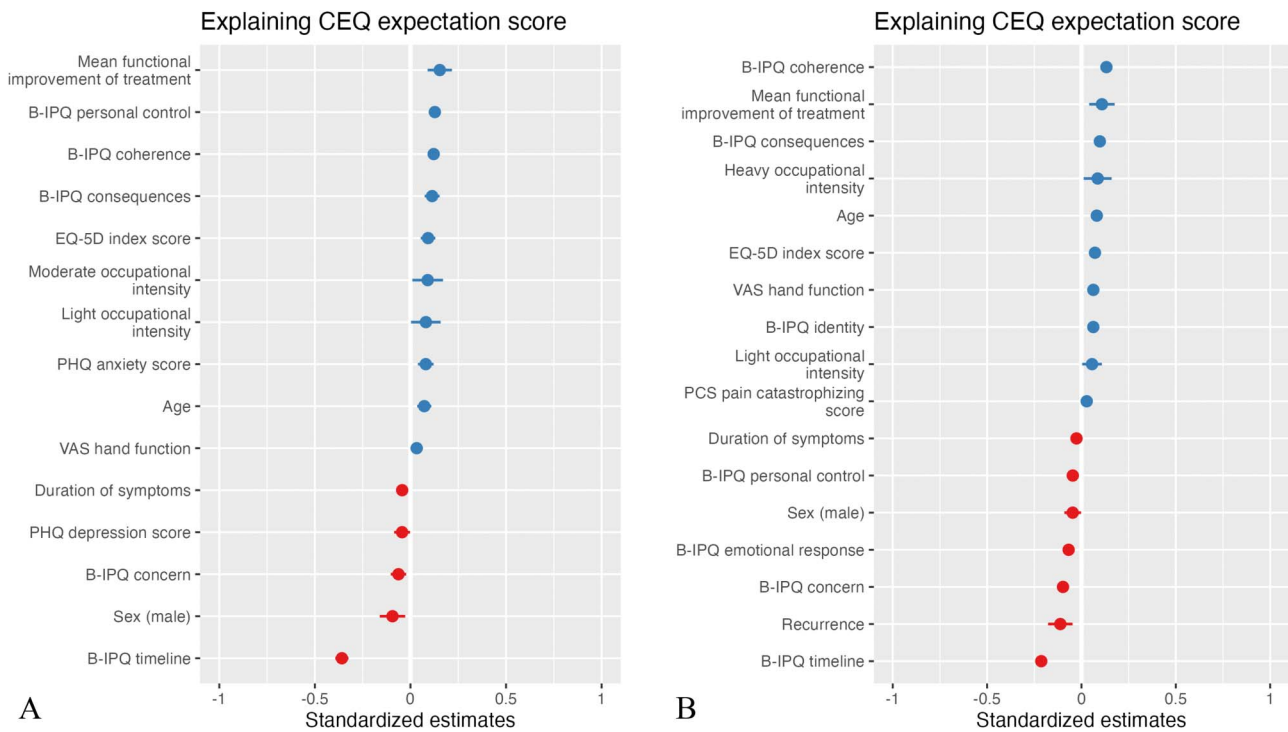 Explaining CEQ expectation score
Mean functional
improvement of treatment
B-IPQ personal control
B-IPQ coherence
B-IPQ consequences
EQ-5D index score
Moderate occupational
intensity
Light occupational
intensity
PHQ anxiety score
Age
VAS hand function
Duration of symptoms
PHQ depression score
B-IPQ concern
Sex (male)
B-IPQ timeline
-1 -0.5 0 0.5 1
Standardized estimates
A
Explaining CEQ expectation score
B-IPQ coherence
Mean functional
improvement of treatment
B-IPQ consequences
Heavy occupational
intensity
Age
EQ-5D index score
VAS hand function
B-IPQ identity
Light occupational
intensity
PCS pain catastrophizing
score
Duration of symptoms
B-IPQ personal control
Sex (male)
B-IPQ emotional response
B-IPQ concern
Recurrence
B-IPQ timeline
-1 -0.5 0 0.5 1
Standardized estimates
B